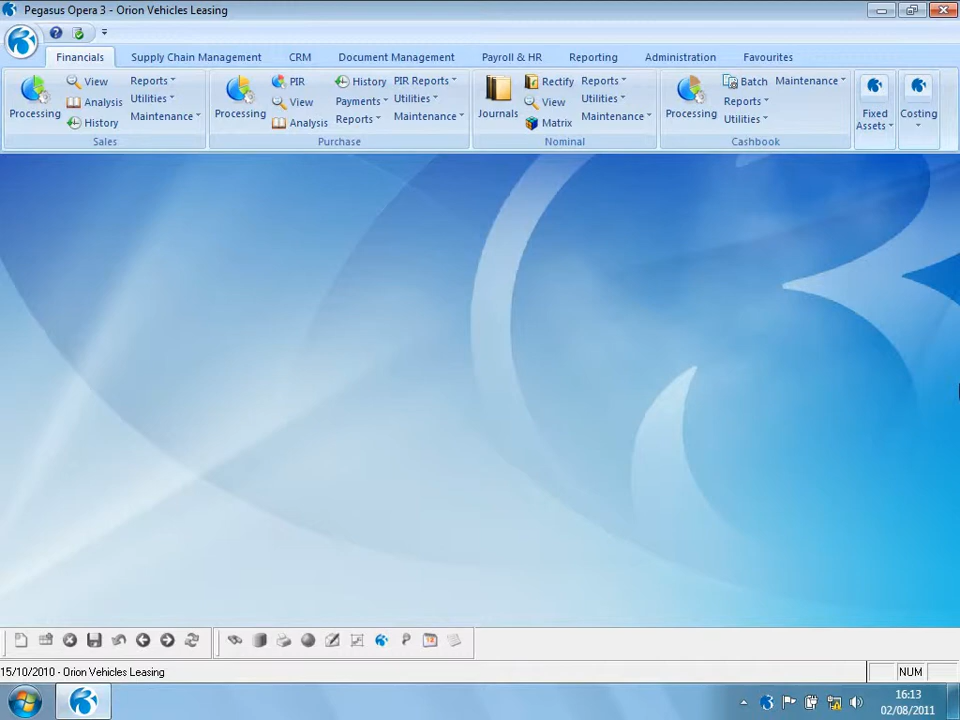 Pegasus Opera 3 - Orion Vehicles Leasing
Financials Supply Chain Management CRM Document Management Payroll & HR Reporting Administration Favourites
Processing View Analysis History Reports Utilities Maintenance
Sales
Processing PIR View Analysis History Payments Reports PIR Reports Utilities Maintenance
Purchase
Journals Rectify View Matrix Reports Utilities Maintenance
Nominal
Processing Batch Reports Utilities Maintenance
Cashbook
Fixed
Assets
Costing
15/10/2010 - Orion Vehicles Leasing
NUM
16:13
02/08/2011